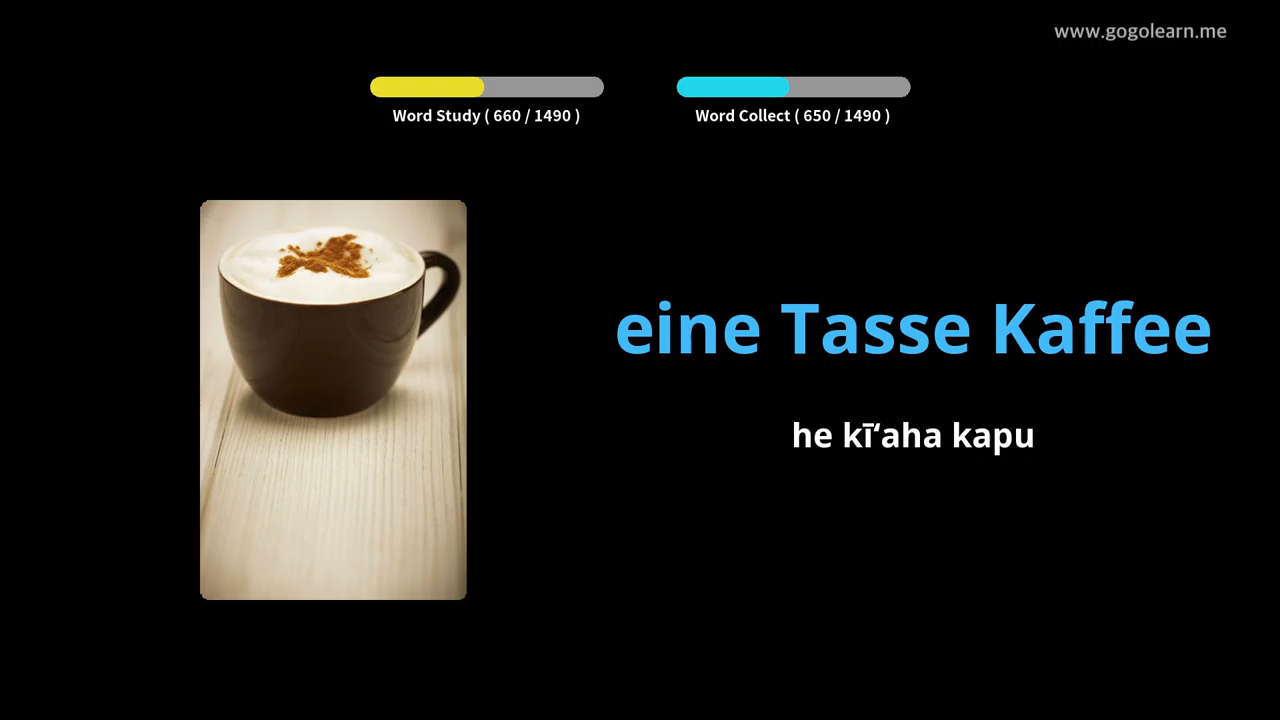 www.gogolearn.me
Word Study ( 660 / 1490 )
Word Collect ( 650 / 1490 )
eine Tasse Kaffee
he kīʻaha kapu